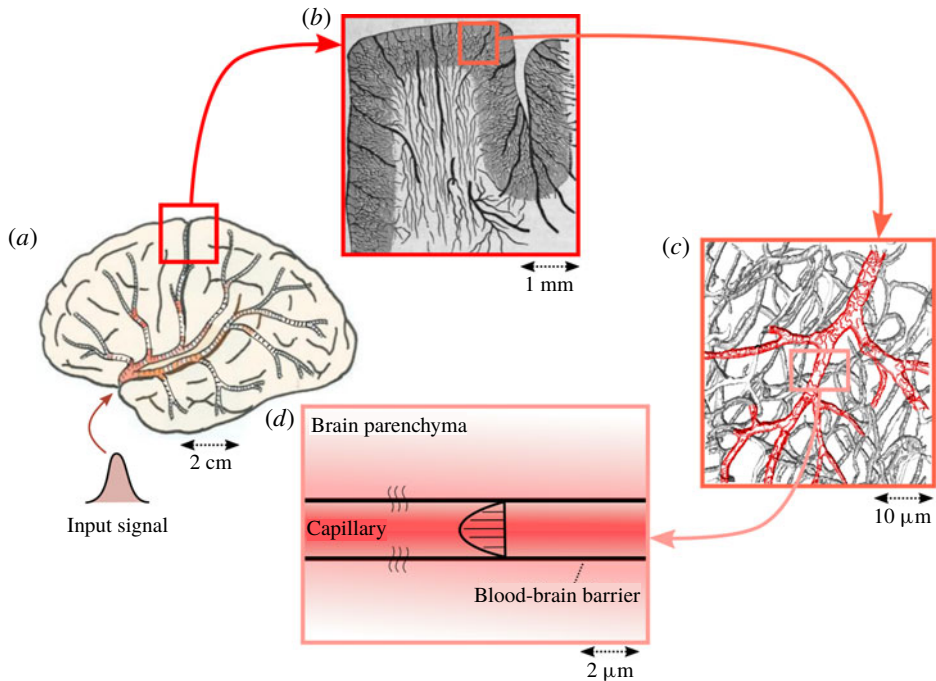 (b)
(a)
1 mm
(c)
(d)
Brain parenchyma
2 cm
Input signal
Capillary
10 μm
Blood-brain barrier
2 μm